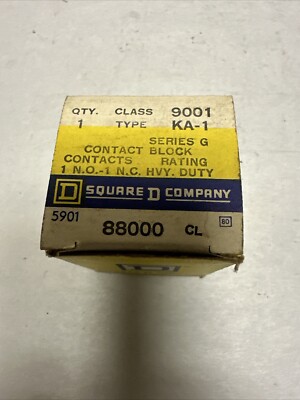 QTY. CLASS 9001
1 TYPE KA-1
SERIES G
CONTACT BLOCK
CONTACTS RATING
1 N.O.-1 N.C. HVY. DUTY
D SQUARE D COMPANY
5901
88000 CL 80